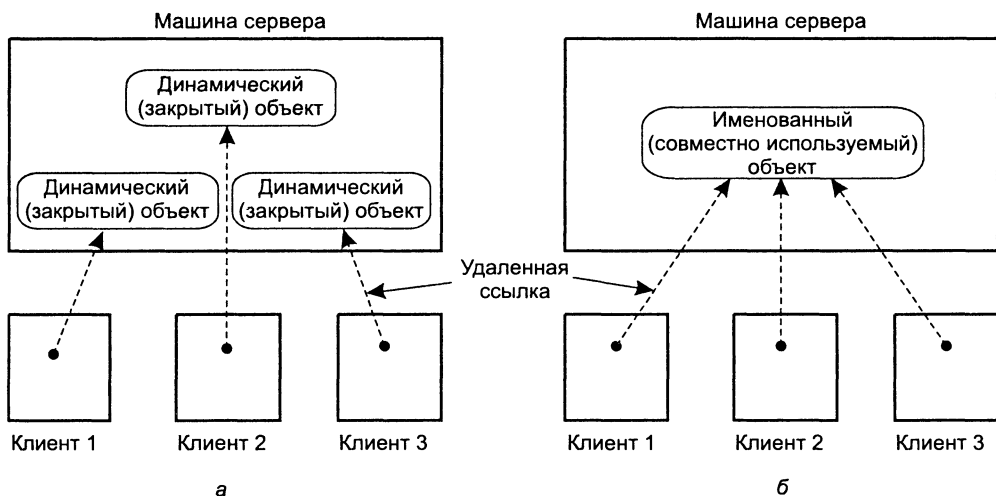 Машина сервера
Динамический
(закрытый) объект
Динамический
(закрытый) объект
Динамический
(закрытый) объект
Клиент 1
Клиент 2
Клиент 3
а
Удаленная
ссылка
Машина сервера
Именованный
(совместно используемый)
объект
Клиент 1
Клиент 2
Клиент 3
б